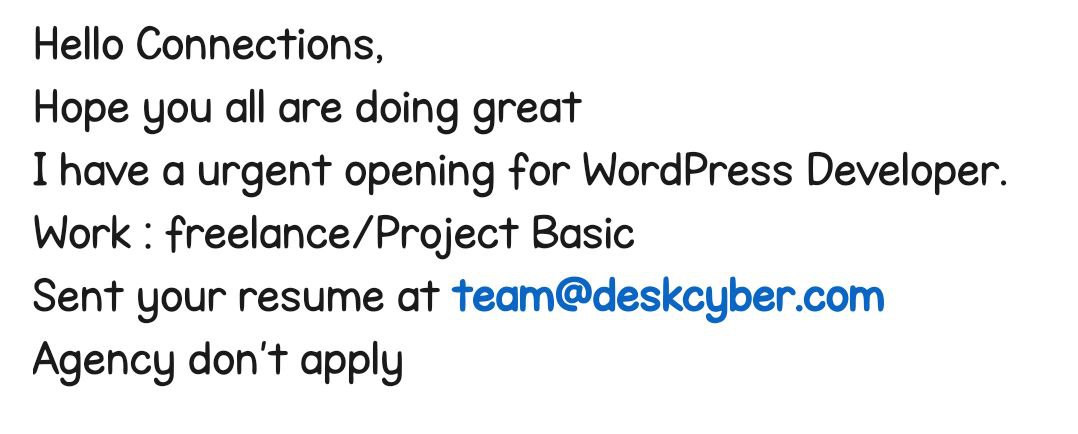 Hello Connections,
Hope you all are doing great
I have a urgent opening for WordPress Developer.
Work : freelance/Project Basic
Sent your resume at team@deskcyber.com
Agency don't apply